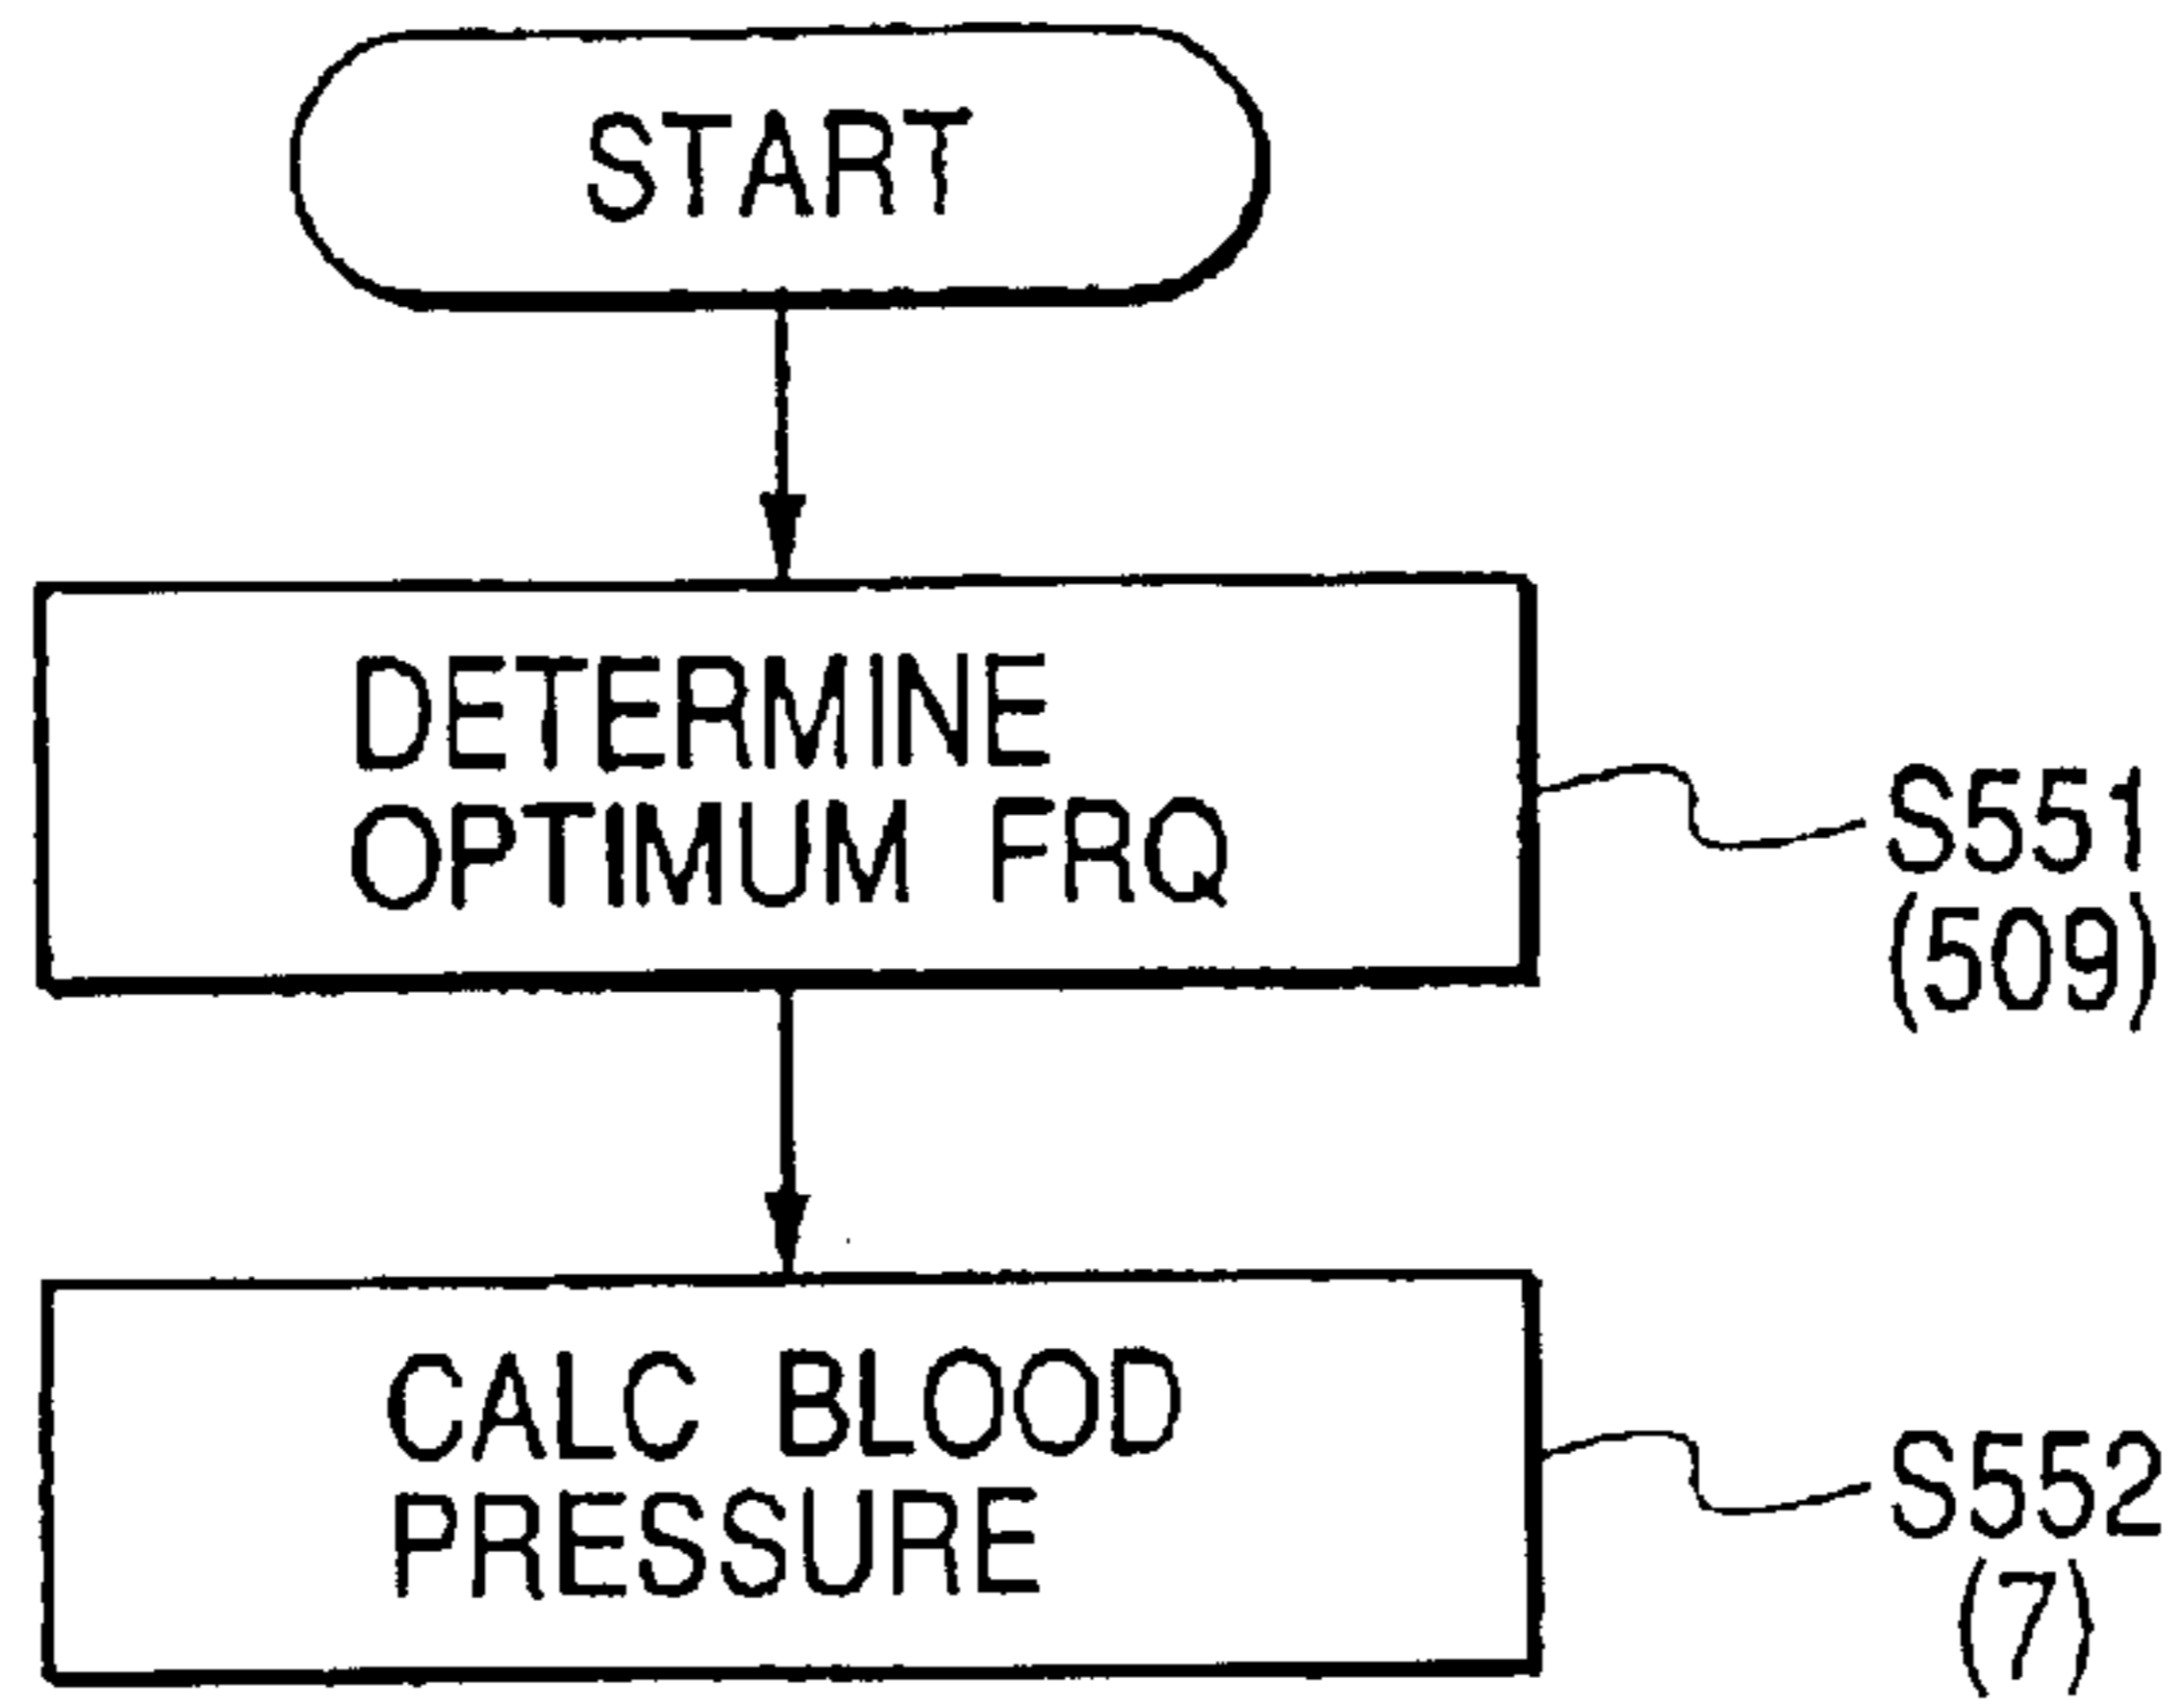 START
DETERMINE
OPTIMUM FRQ
S551
(509)
CALC BLOOD
PRESSURE
S552
(7)